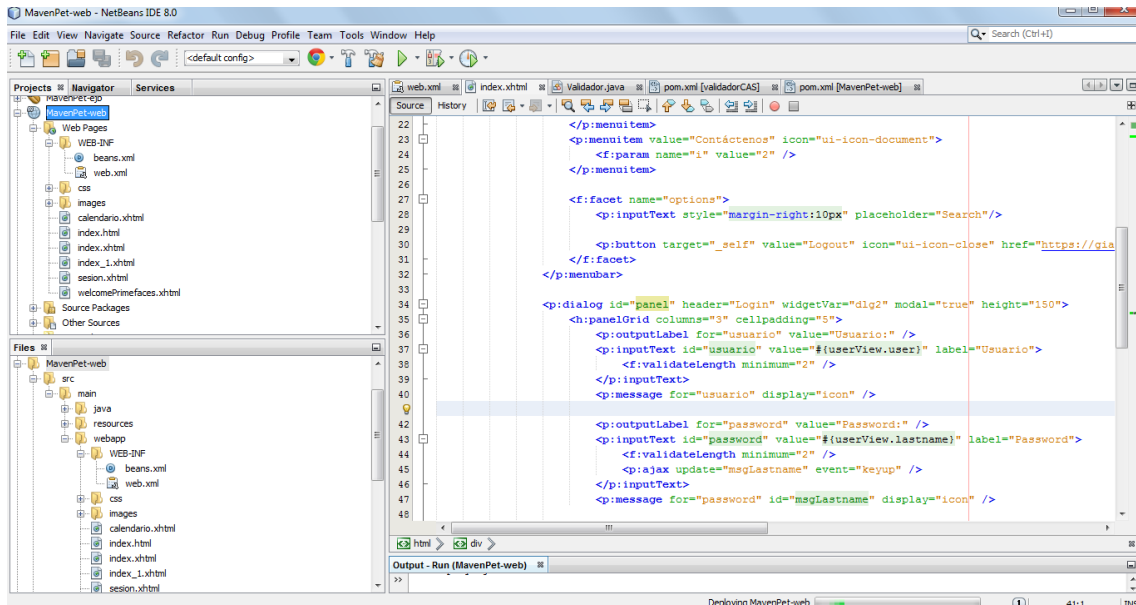 MavenPet-web - NetBeans IDE 8.0
File Edit View Navigate Source Refactor Run Debug Profile Team Tools Window Help
Search (Ctrl+I)
<default config>
Projects Navigator Services
MavenPet-ejb
MavenPet-web
Web Pages
WEB-INF
beans.xml
web.xml
css
images
calendario.xhtml
index.html
index.xhtml
index_1.xhtml
sesion.xhtml
welcomePrimefaces.xhtml
Source Packages
Other Sources
Files
MavenPet-web
src
main
java
resources
webapp
WEB-INF
beans.xml
web.xml
css
images
calendario.xhtml
index.html
index.xhtml
index_1.xhtml
sesion.xhtml
web.xml index.xhtml Validador.java pom.xml [validadorCAS] pom.xml [MavenPet-web]
Source History
22 </p:menuitem>
23 <p:menuitem value="Contáctenos" icon="ui-icon-document">
24 <f:param name="i" value="2" />
25 </p:menuitem>
26
27 <f:facet name="options">
28 <p:inputText style="margin-right:10px" placeholder="Search"/>
29
30 <p:button target="_self" value="Logout" icon="ui-icon-close" href="https://gia
31 </f:facet>
32 </p:menubar>
33
34 <p:dialog id="panel" header="Login" widgetVar="dlg2" modal="true" height="150">
35 <h:panelGrid columns="3" cellpadding="5">
36 <p:outputLabel for="usuario" value="Usuario:" />
37 <p:inputText id="usuario" value="#{userView.user}" label="Usuario">
38 <f:validateLength minimum="2" />
39 </p:inputText>
40 <p:message for="usuario" display="icon" />
42 <p:outputLabel for="password" value="Password:" />
43 <p:inputText id="password" value="#{userView.lastname}" label="Password">
44 <f:validateLength minimum="2" />
45 <p:ajax update="msgLastname" event="keyup" />
46 </p:inputText>
47 <p:message for="password" id="msgLastname" display="icon" />
48
html div
Output - Run (MavenPet-web)
>>
Deploying MavenPet-web
1
41:1
INS